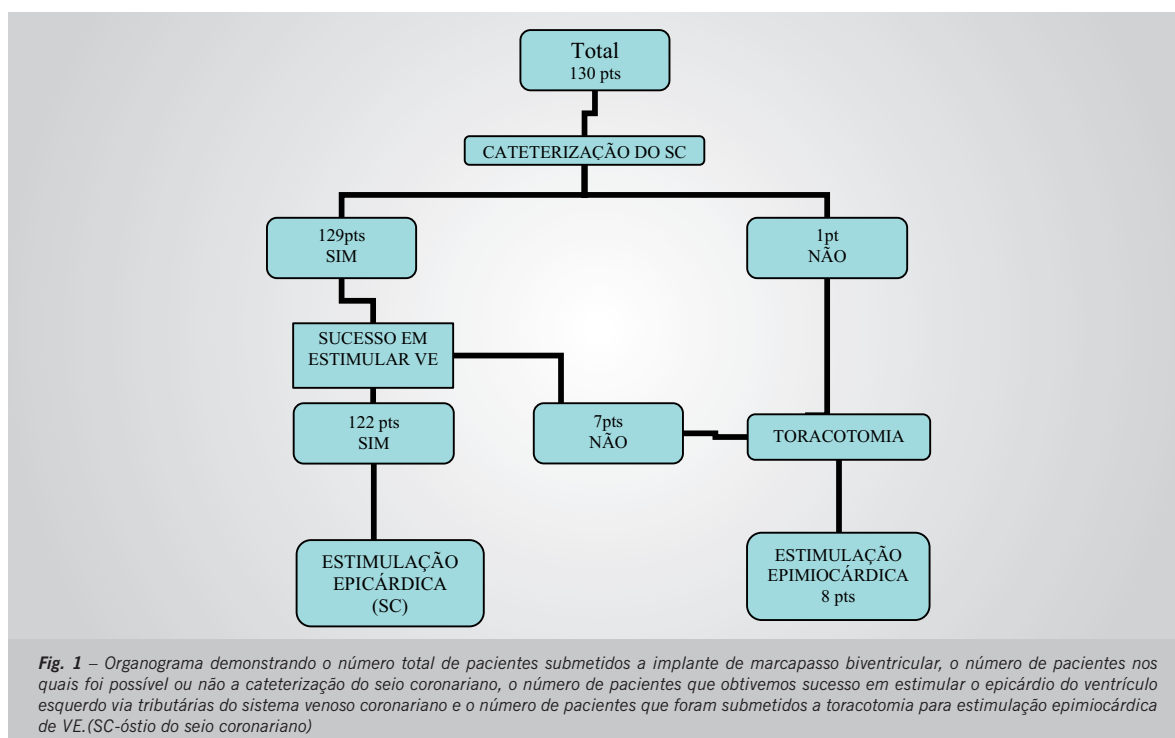 Total
130 pts
CATETERIZAÇÃO DO SC
129pts
SIM
1pt
NÃO
SUCESSO EM
ESTIMULAR VE
122 pts
SIM
7pts
NÃO
TORACOTOMIA
ESTIMULAÇÃO
EPICÁRDICA
(SC)
ESTIMULAÇÃO
EPIMIOCÁRDICA
8 pts
Fig. 1 – Organograma demonstrando o número total de pacientes submetidos a implante de marcapasso biventricular, o número de pacientes nos
quais foi possível ou não a cateterização do seio coronariano, o número de pacientes que obtivemos sucesso em estimular o epicárdio do ventrículo
esquerdo via tributárias do sistema venoso coronariano e o número de pacientes que foram submetidos a toracotomia para estimulação epimiocárdica
de VE.(SC-óstio do seio coronariano)